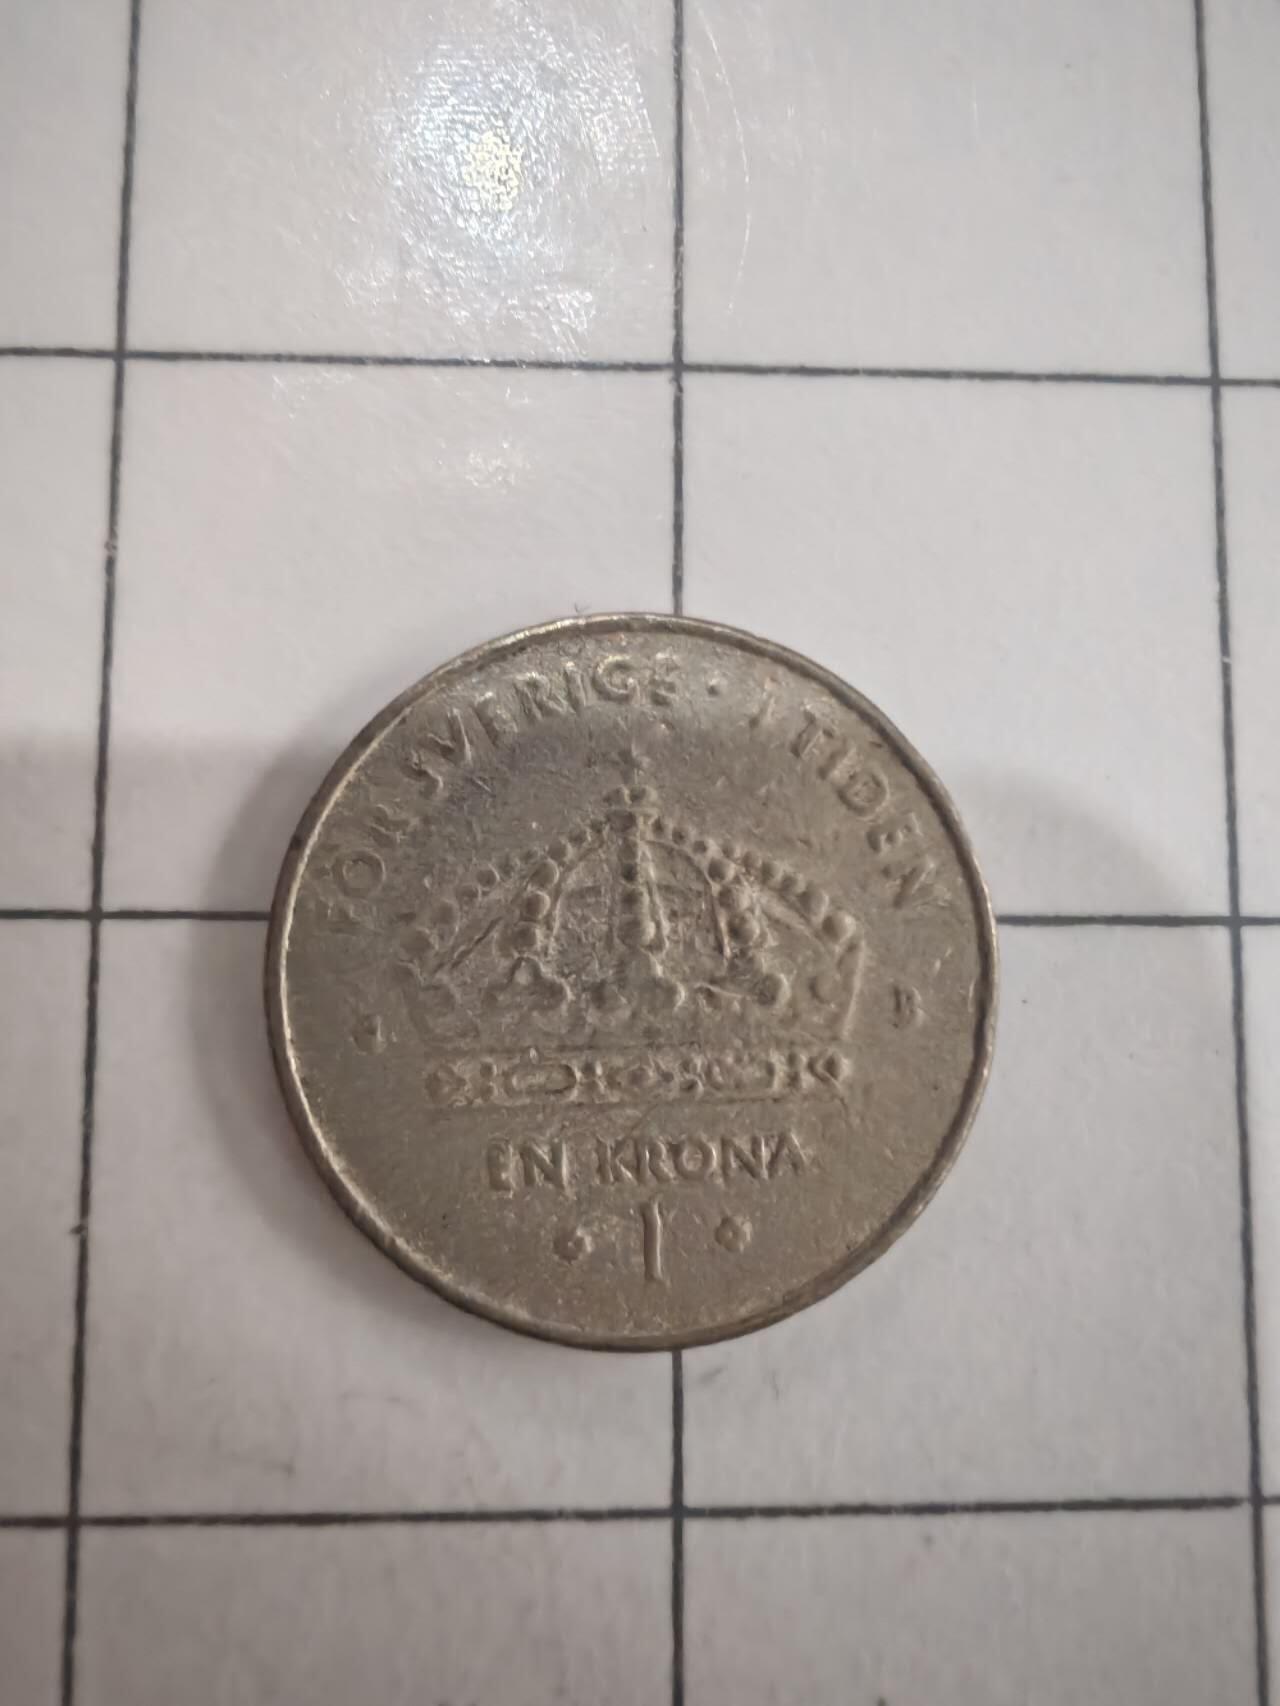 FÖR SVERIGE · I TIDEN
B
EN KRONA
1